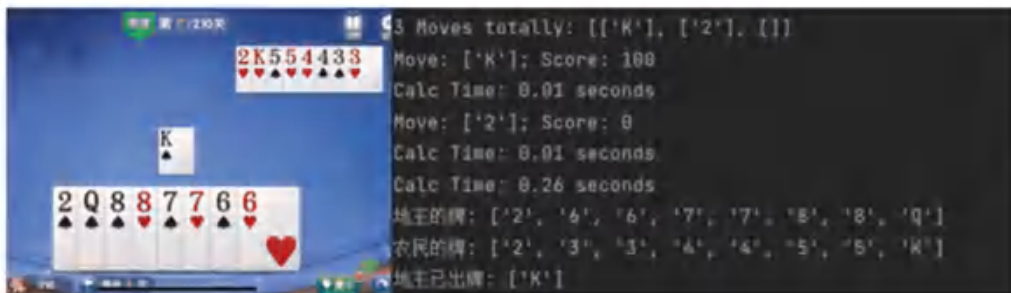 2K5544333
K
2Q887766
3 Moves totally: [['K'], ['2'], []]
Move: ['K']; Score: 100
Calc Time: 0.01 seconds
Move: ['2']; Score: 0
Calc Time: 0.01 seconds
Calc Time: 0.26 seconds
地主的牌: ['2', '6', '6', '7', '7', '8', '8', 'Q']
农民的牌: ['2', '3', '3', '4', '4', '5', '5', 'K']
地主已出牌: ['K']